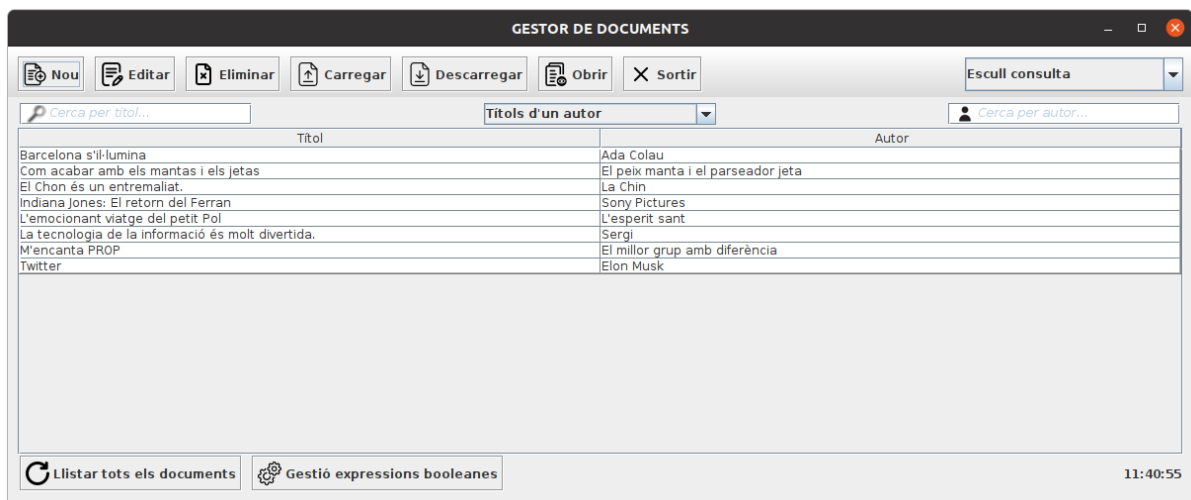 GESTOR DE DOCUMENTS
Nou Editar Eliminar Carregar Descarregar Obrir Sortir Escull consulta
Cerca per títol... Títols d'un autor Cerca per autor...
Títol Autor
Barcelona s'il·lumina Ada Colau
Com acabar amb els mantas i els jetas El peix manta i el parseador jeta
El Chon és un entremaliat. La Chin
Indiana Jones: El retorn del Ferran Sony Pictures
L'emocionant viatge del petit Pol L'esperit sant
La tecnologia de la informació és molt divertida. Sergi
M'encanta PROP El millor grup amb diferència
Twitter Elon Musk
Llistar tots els documents Gestió expressions booleanes 11:40:55